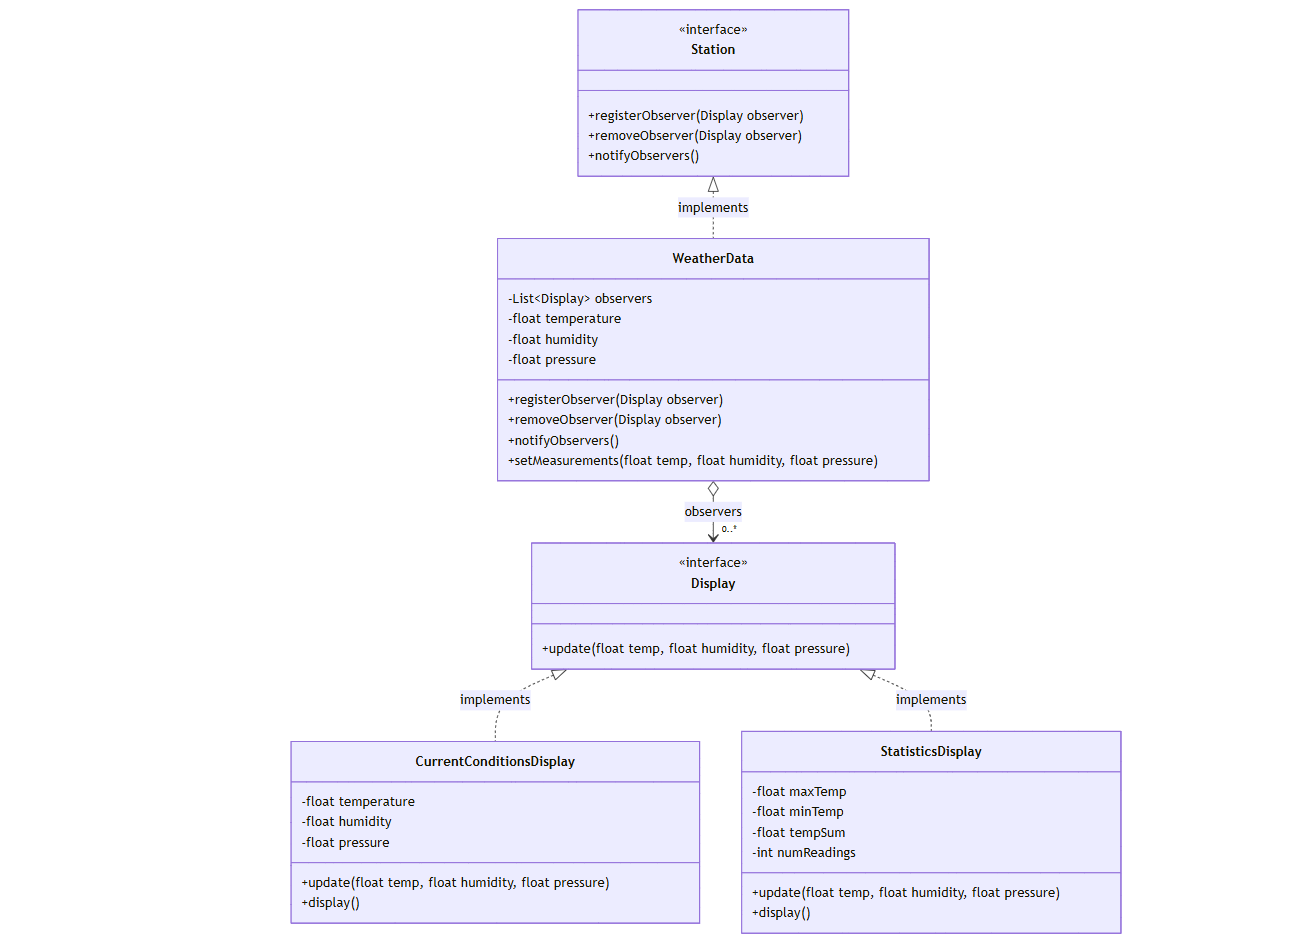 «interface»
Station
+registerObserver(Display observer)
+removeObserver(Display observer)
+notifyObservers()
implements
WeatherData
-List<Display> observers
-float temperature
-float humidity
-float pressure
+registerObserver(Display observer)
+removeObserver(Display observer)
+notifyObservers()
+setMeasurements(float temp, float humidity, float pressure)
observers
0..*
«interface»
Display
+update(float temp, float humidity, float pressure)
implements
implements
CurrentConditionsDisplay
-float temperature
-float humidity
-float pressure
+update(float temp, float humidity, float pressure)
+display()
StatisticsDisplay
-float maxTemp
-float minTemp
-float tempSum
-int numReadings
+update(float temp, float humidity, float pressure)
+display()